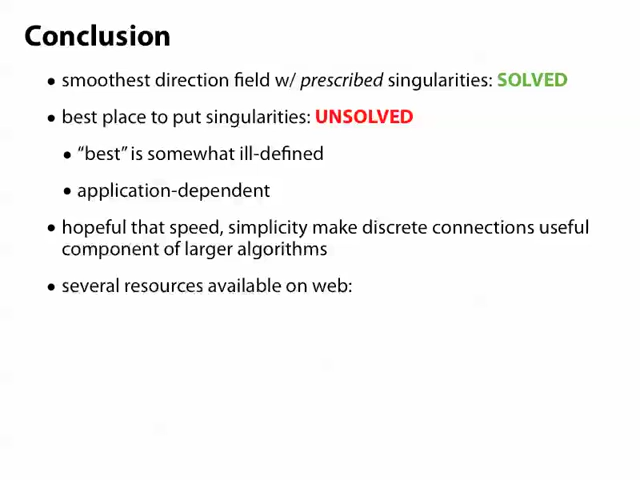 Conclusion
• smoothest direction field w/ prescribed singularities: SOLVED
• best place to put singularities: UNSOLVED
• “best” is somewhat ill-defined
• application-dependent
• hopeful that speed, simplicity make discrete connections useful
component of larger algorithms
• several resources available on web: